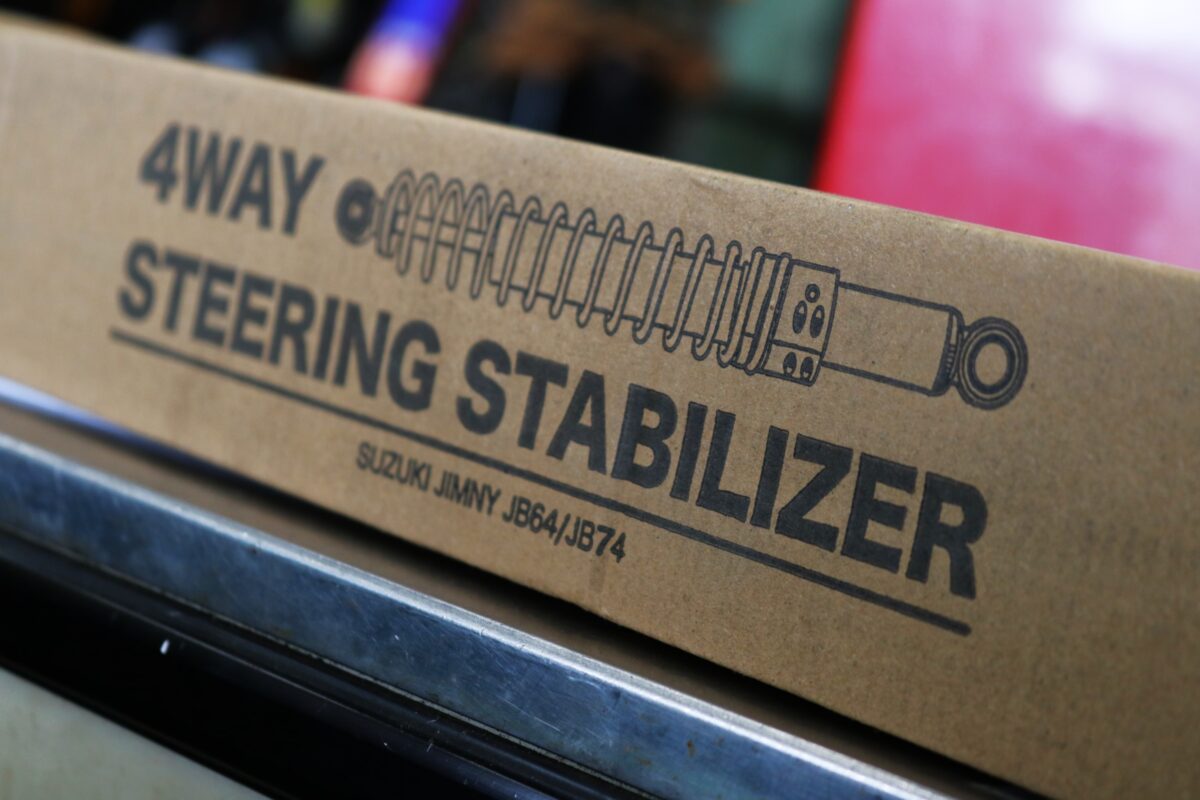 4WAY
STEERING STABILIZER
SUZUKI JIMNY JB64/JB74